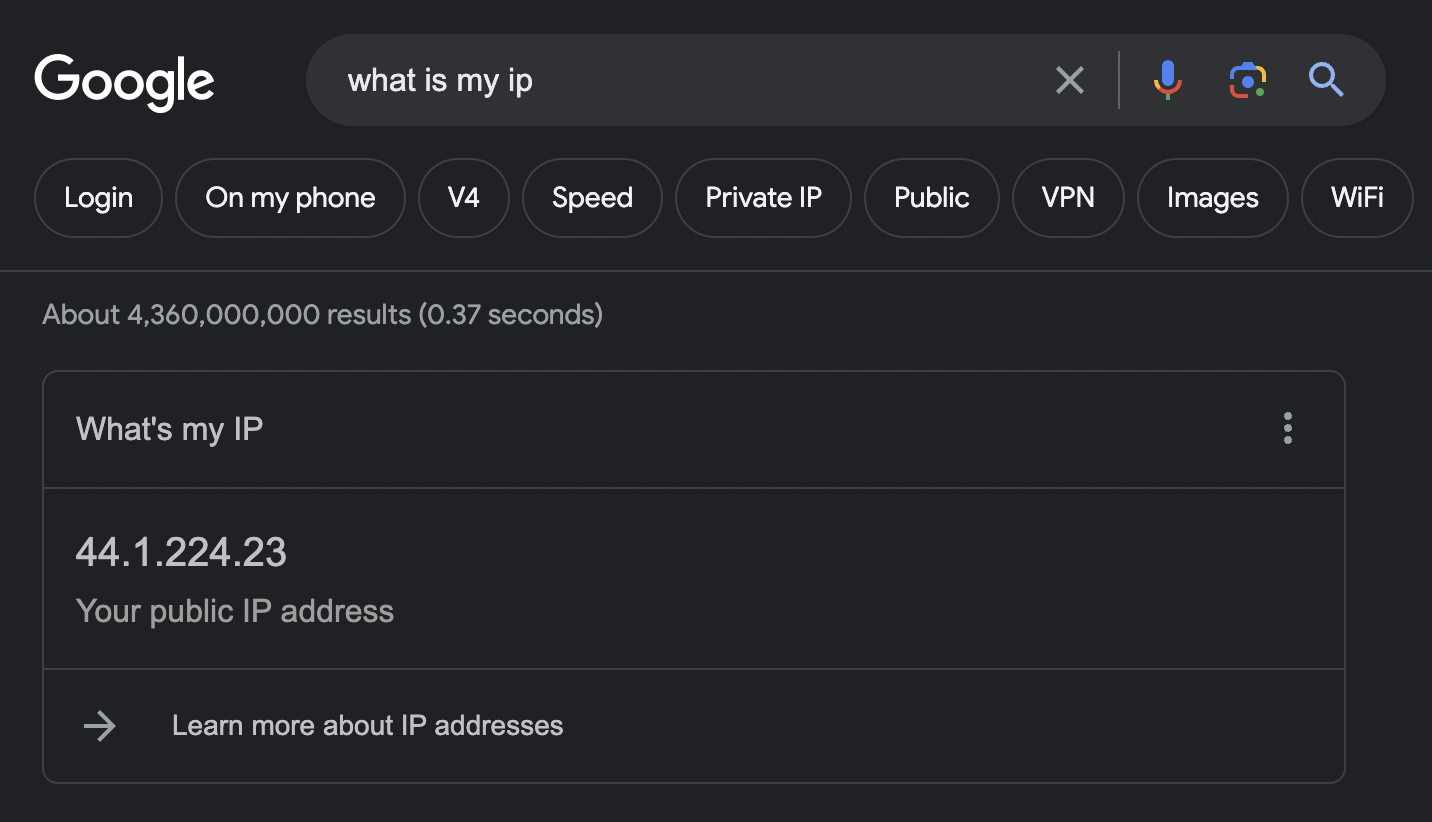 Google
what is my ip
Login On my phone V4 Speed Private IP Public VPN Images WiFi
About 4,360,000,000 results (0.37 seconds)
What's my IP
44.1.224.23
Your public IP address
Learn more about IP addresses